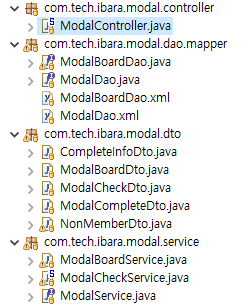 com.tech.ibara.modal.controller
ModalController.java
com.tech.ibara.modal.dao.mapper
ModalBoardDao.java
ModalDao.java
ModalBoardDao.xml
ModalDao.xml
com.tech.ibara.modal.dto
CompleteInfoDto.java
ModalBoardDto.java
ModalCheckDto.java
ModalCompleteDto.java
NonMemberDto.java
com.tech.ibara.modal.service
ModalBoardService.java
ModalCheckService.java
ModalService.java